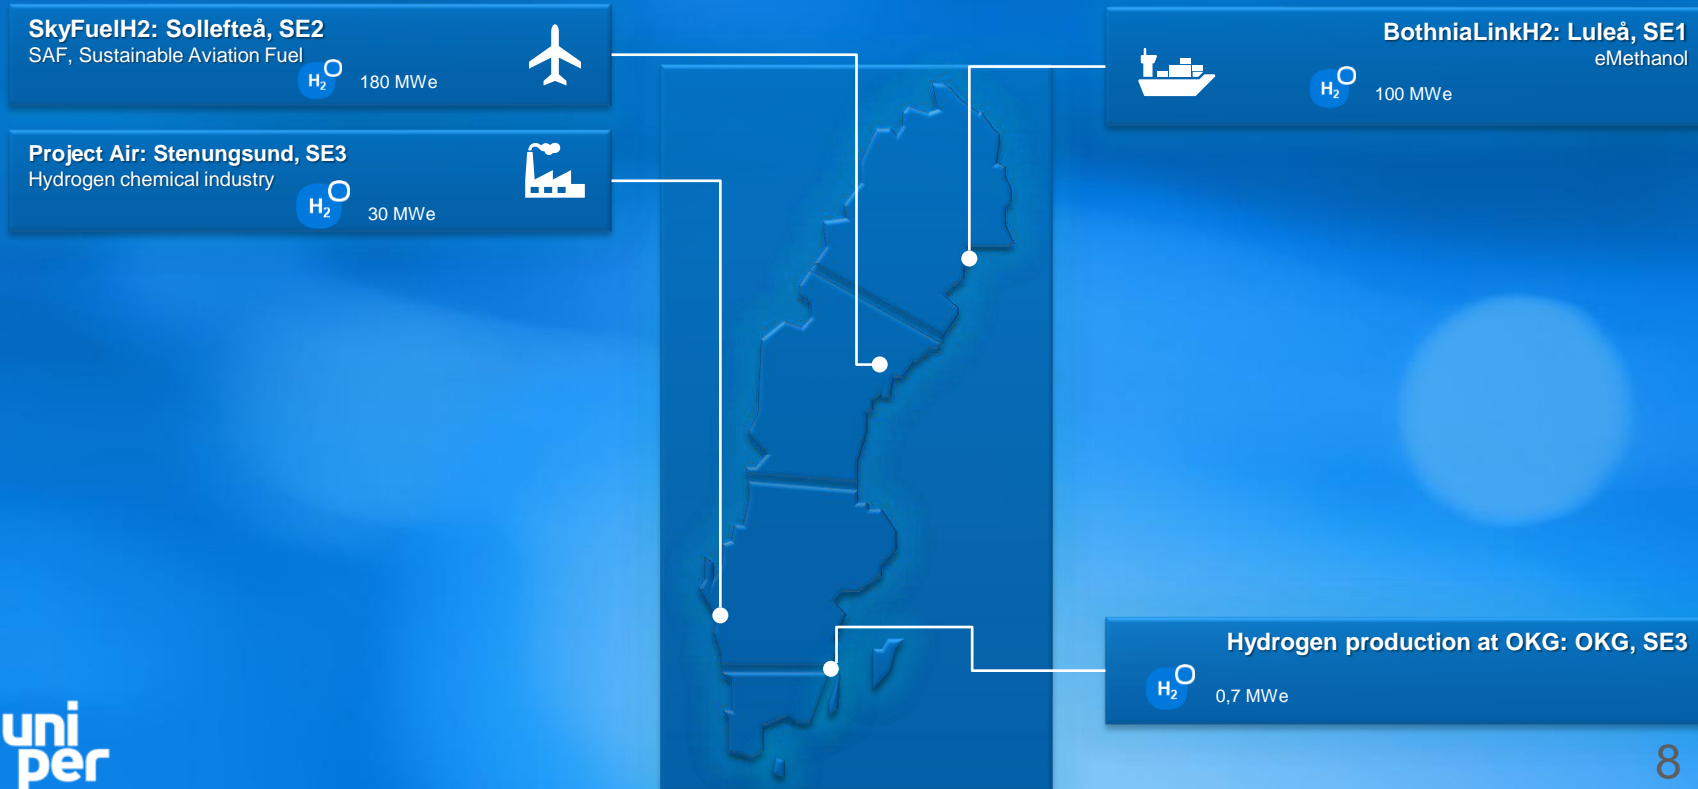 SkyFuelH2: Sollefteå, SE2
SAF, Sustainable Aviation Fuel
H2
180 MWe
Project Air: Stenungsund, SE3
Hydrogen chemical industry
H2
30 MWe
BothniaLinkH2: Luleå, SE1
eMethanol
H2
100 MWe
Hydrogen production at OKG: OKG, SE3
H2
0,7 MWe
uni
per
8